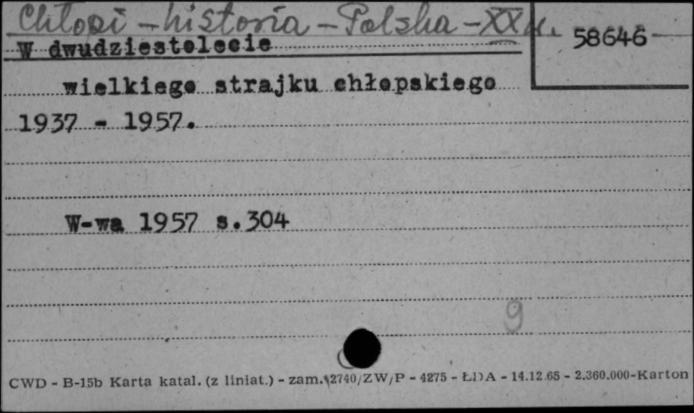 Chłopi - historia - Polska - XX w.
58646
W dwudziestolecie
wielkiego strajku chłopskiego
1937 - 1957.
W-wa 1957 s.304
9
CWD - B-15b Karta katal. (z liniat.) - zam. 2740/ZW/P - 4275 - ŁDA - 14.12.65 - 2.360.000-Karton